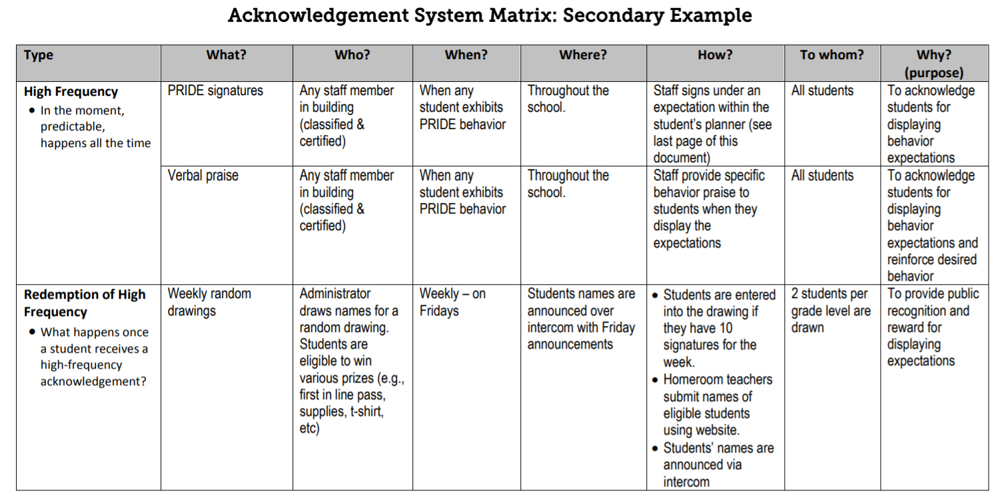 Acknowledgement System Matrix: Secondary Example
Type
What?
Who?
When?
Where?
How?
To whom?
Why?
(purpose)
High Frequency
• In the moment,
predictable,
happens all the time
PRIDE signatures
Any staff member
in building
(classified &
certified)
When any
student exhibits
PRIDE behavior
Throughout the
school.
Staff signs under an
expectation within the
student's planner (see
last page of this
document)
All students
To acknowledge
students for
displaying
behavior
expectations
Verbal praise
Any staff member
in building
(classified &
certified)
When any
student exhibits
PRIDE behavior
Throughout the
school.
Staff provide specific
behavior praise to
students when they
display the
expectations
All students
To acknowledge
students for
displaying
behavior
expectations and
reinforce desired
behavior
Redemption of High
Frequency
• What happens once
a student receives a
high-frequency
acknowledgement?
Weekly random
drawings
Administrator
draws names for a
random drawing.
Students are
eligible to win
various prizes (e.g.,
first in line pass,
supplies, t-shirt,
etc)
Weekly – on
Fridays
Students names are
announced over
intercom with Friday
announcements
• Students are entered
into the drawing if
they have 10
signatures for the
week.
• Homeroom teachers
submit names of
eligible students
using website.
• Students' names are
announced via
intercom
2 students per
grade level are
drawn
To provide public
recognition and
reward for
displaying
expectations